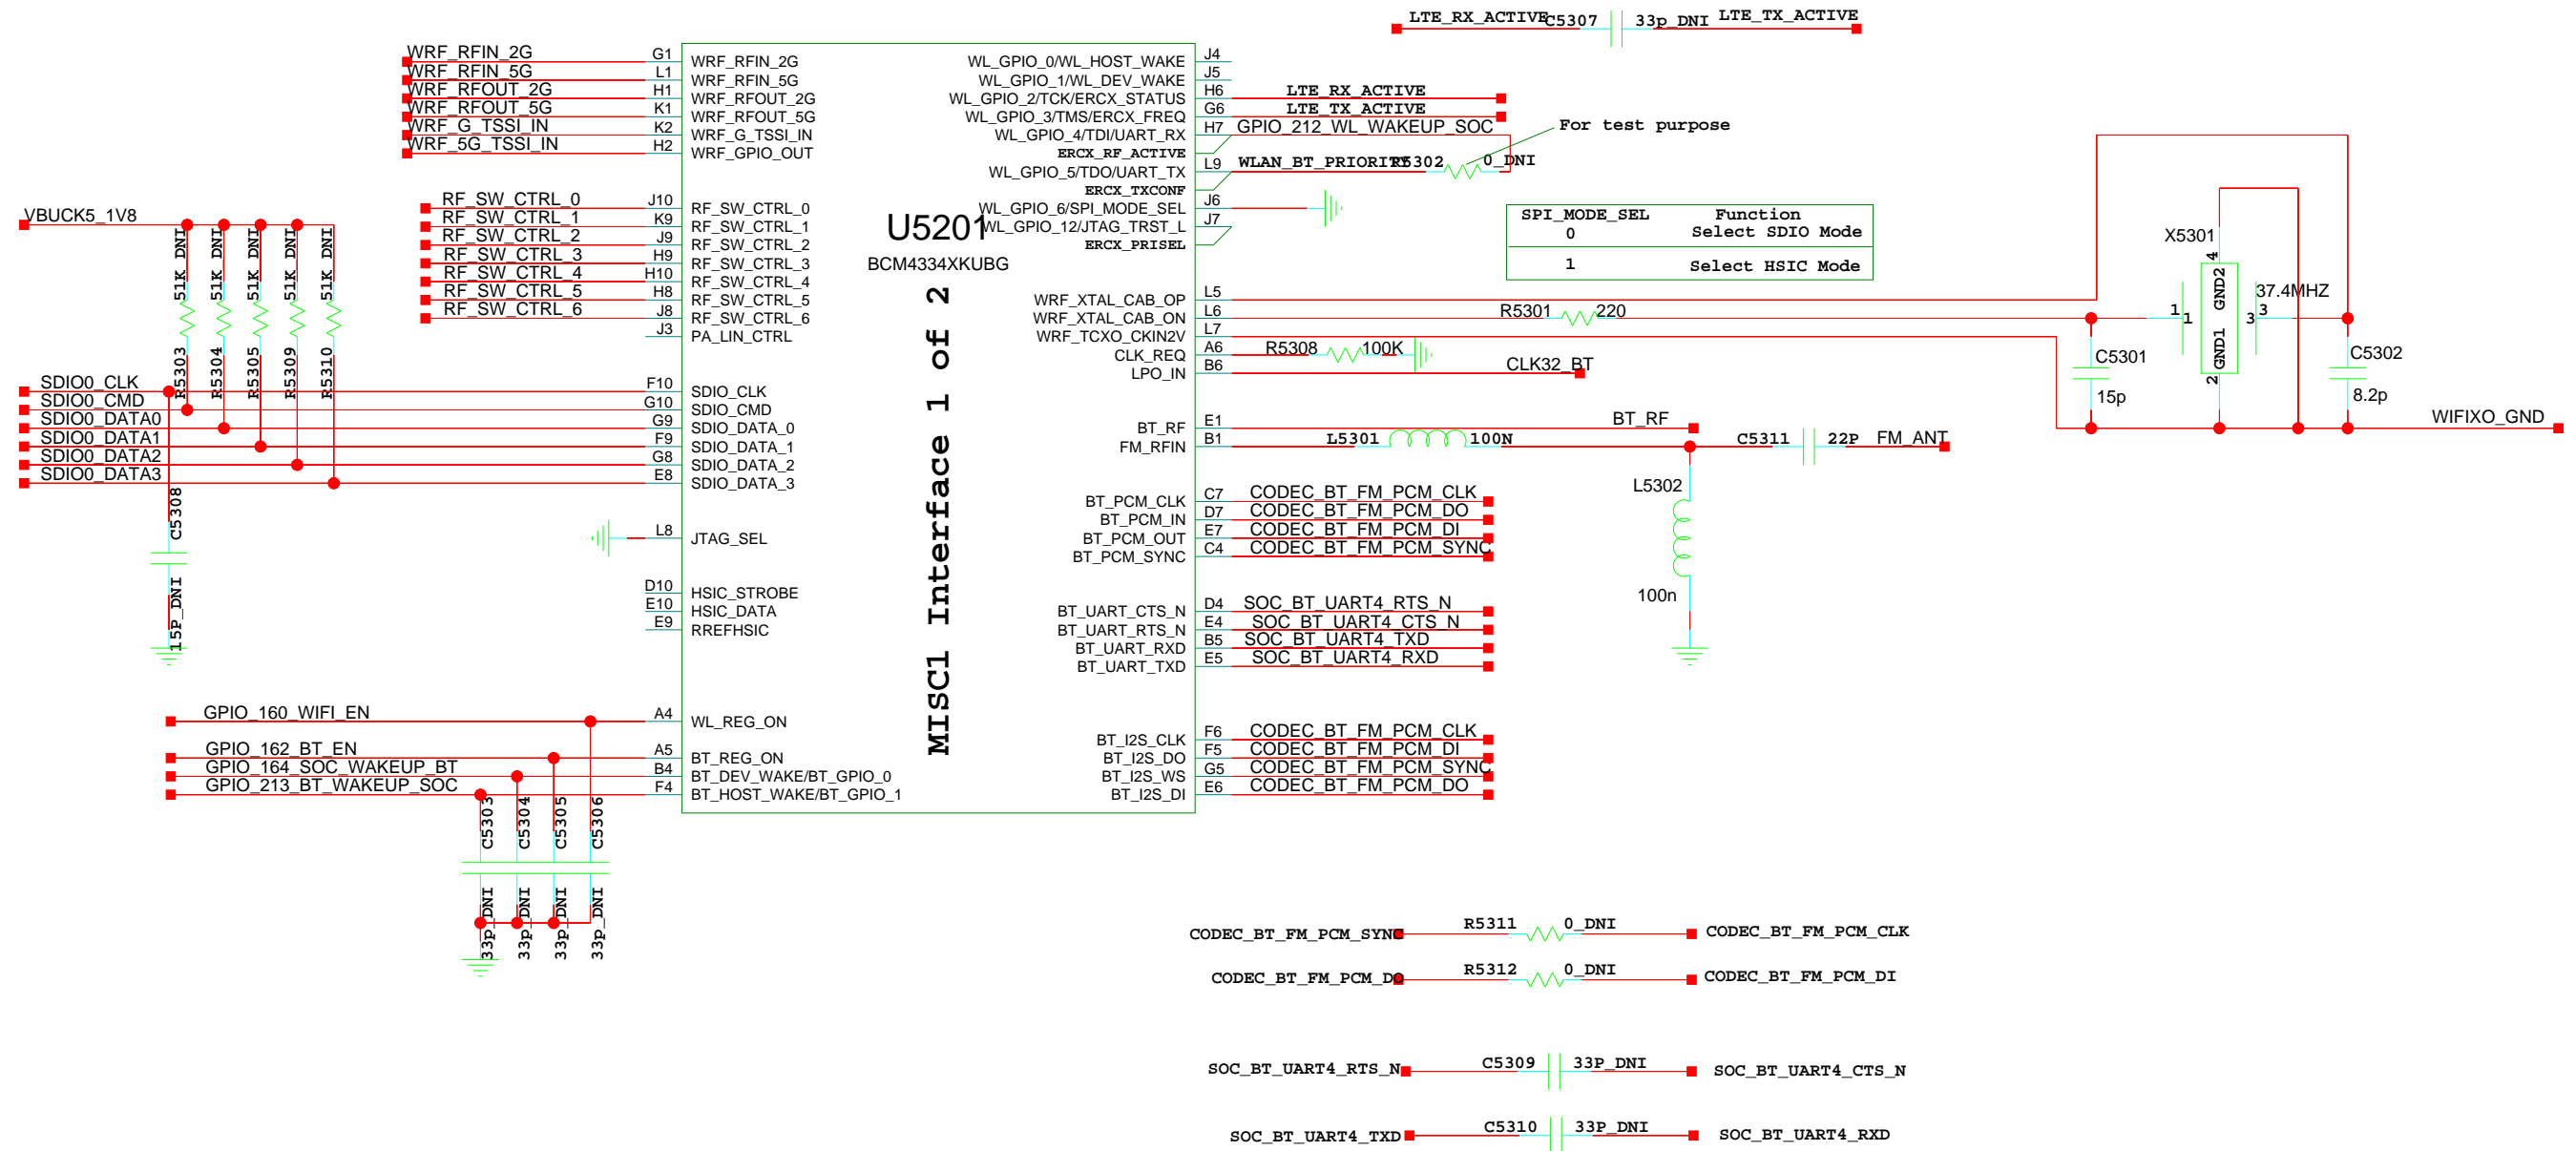 LTE_RX_ACTIVE C5307 33p_DNI LTE_TX_ACTIVE
WRF_RFIN_2G G1 WRF_RFIN_2G
WRF_RFIN_5G L1 WRF_RFIN_5G
WRF_RFOUT_2G H1 WRF_RFOUT_2G
WRF_RFOUT_5G K1 WRF_RFOUT_5G
WRF_G_TSSI_IN K2 WRF_G_TSSI_IN
WRF_5G_TSSI_IN H2 WRF_GPIO_OUT
RF_SW_CTRL_0 J10 RF_SW_CTRL_0
RF_SW_CTRL_1 K9 RF_SW_CTRL_1
RF_SW_CTRL_2 J9 RF_SW_CTRL_2
RF_SW_CTRL_3 H9 RF_SW_CTRL_3
RF_SW_CTRL_4 H10 RF_SW_CTRL_4
RF_SW_CTRL_5 H8 RF_SW_CTRL_5
RF_SW_CTRL_6 J8 RF_SW_CTRL_6
J3 PA_LIN_CTRL
VBUCK5_1V8
R5303 51K_DNI
R5304 51K_DNI
R5305 51K_DNI
R5309 51K_DNI
R5310 51K_DNI
SDIO0_CLK F10 SDIO_CLK
SDIO0_CMD G10 SDIO_CMD
SDIO0_DATA0 G9 SDIO_DATA_0
SDIO0_DATA1 F9 SDIO_DATA_1
SDIO0_DATA2 G8 SDIO_DATA_2
SDIO0_DATA3 E8 SDIO_DATA_3
15P_DNI C5308
L8 JTAG_SEL
D10 HSIC_STROBE
E10 HSIC_DATA
E9 RREFHSIC
GPIO_160_WIFI_EN A4 WL_REG_ON
GPIO_162_BT_EN A5 BT_REG_ON
GPIO_164_SOC_WAKEUP_BT B4 BT_DEV_WAKE/BT_GPIO_0
GPIO_213_BT_WAKEUP_SOC F4 BT_HOST_WAKE/BT_GPIO_1
33p_DNI C5303
33p_DNI C5304
33p_DNI C5305
33p_DNI C5306
U5201
BCM4334XKUBG
MISC1 Interface 1 of 2
WL_GPIO_0/WL_HOST_WAKE J4
WL_GPIO_1/WL_DEV_WAKE J5
WL_GPIO_2/TCK/ERCX_STATUS H6 LTE_RX_ACTIVE
WL_GPIO_3/TMS/ERCX_FREQ G6 LTE_TX_ACTIVE
WL_GPIO_4/TDI/UART_RX H7 GPIO_212_WL_WAKEUP_SOC
For test purpose
ERCX_RF_ACTIVE
WL_GPIO_5/TDO/UART_TX L9 WLAN_BT_PRIORITY R5302 0_DNI
ERCX_TXCONF
WL_GPIO_6/SPI_MODE_SEL J6
WL_GPIO_12/JTAG_TRST_L J7
ERCX_PRISEL
SPI_MODE_SEL Function
0 Select SDIO Mode
1 Select HSIC Mode
WRF_XTAL_CAB_OP L5
WRF_XTAL_CAB_ON L6 R5301 220
WRF_TCXO_CKIN2V L7
CLK_REQ A6 R5308 100K
LPO_IN B6 CLK32_BT
X5301
37.4MHZ
4 GND2
1 1
3 3
2 GND1
C5301
15p
C5302
8.2p
WIFIXO_GND
BT_RF E1 BT_RF
FM_RFIN B1 L5301 100N C5311 22P FM_ANT
L5302
100n
BT_PCM_CLK C7 CODEC_BT_FM_PCM_CLK
BT_PCM_IN D7 CODEC_BT_FM_PCM_DO
BT_PCM_OUT E7 CODEC_BT_FM_PCM_DI
BT_PCM_SYNC C4 CODEC_BT_FM_PCM_SYNC
BT_UART_CTS_N D4 SOC_BT_UART4_RTS_N
BT_UART_RTS_N E4 SOC_BT_UART4_CTS_N
BT_UART_RXD B5 SOC_BT_UART4_TXD
BT_UART_TXD E5 SOC_BT_UART4_RXD
BT_I2S_CLK F6 CODEC_BT_FM_PCM_CLK
BT_I2S_DO F5 CODEC_BT_FM_PCM_DI
BT_I2S_WS G5 CODEC_BT_FM_PCM_SYNC
BT_I2S_DI E6 CODEC_BT_FM_PCM_DO
CODEC_BT_FM_PCM_SYNC R5311 0_DNI CODEC_BT_FM_PCM_CLK
CODEC_BT_FM_PCM_DO R5312 0_DNI CODEC_BT_FM_PCM_DI
SOC_BT_UART4_RTS_N C5309 33P_DNI SOC_BT_UART4_CTS_N
SOC_BT_UART4_TXD C5310 33P_DNI SOC_BT_UART4_RXD